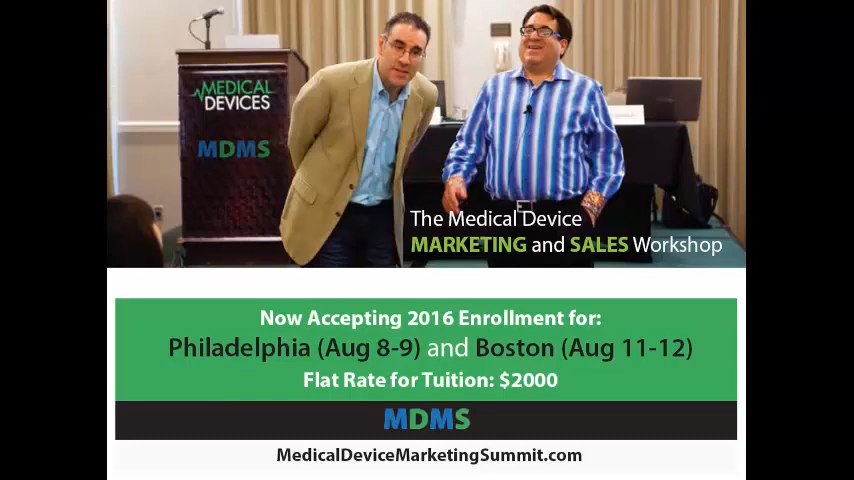 MEDICAL
DEVICES
MDMS
The Medical Device
MARKETING and SALES Workshop
Now Accepting 2016 Enrollment for:
Philadelphia (Aug 8-9) and Boston (Aug 11-12)
Flat Rate for Tuition: $2000
MDMS
MedicalDeviceMarketingSummit.com